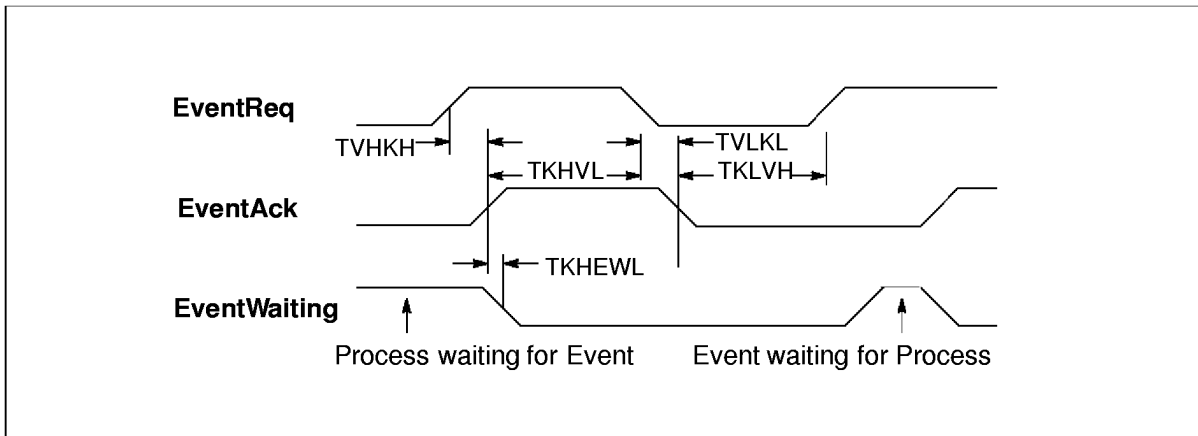 EventReq
TVHKH
TVLKL
TKHVL
TKLVH
EventAck
TKHEWL
EventWaiting
Process waiting for Event
Event waiting for Process